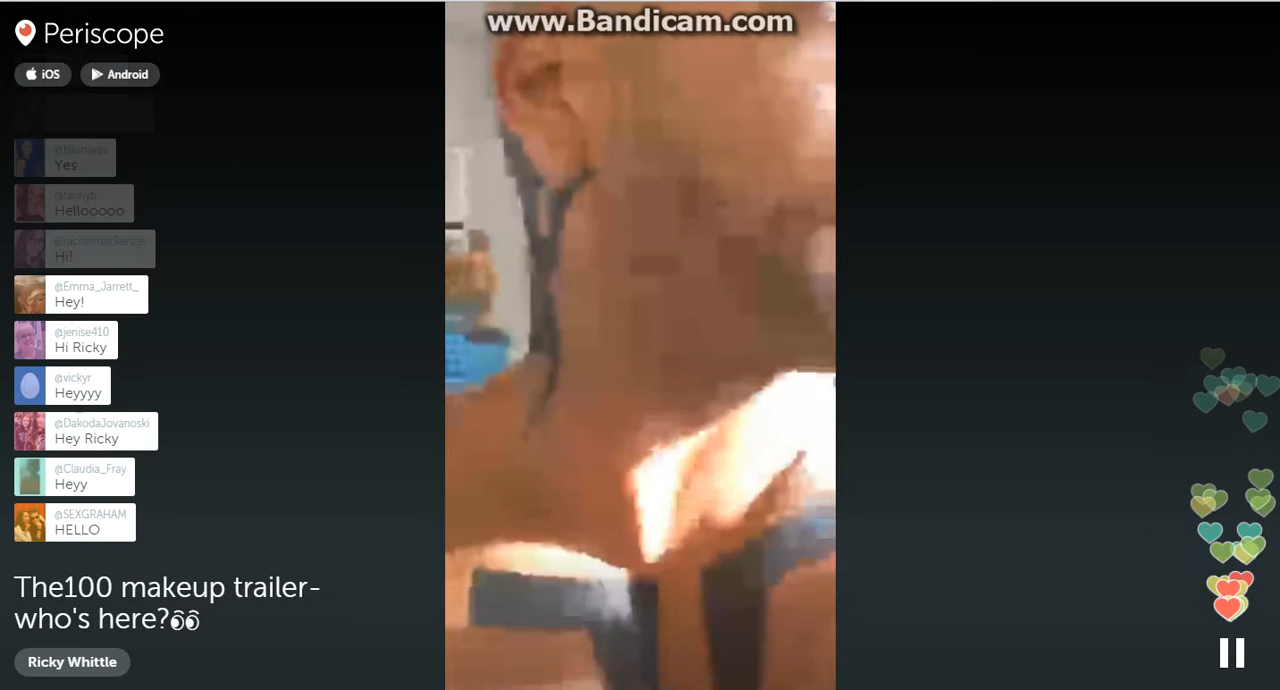 www.Bandicam.com
Periscope
iOS
Android
Yes
Hellooooo
Hi!
@Emma_Jarrett_
Hey!
@jenise410
Hi Ricky
@vickyr
Heyyyy
@DakodaJovanoski
Hey Ricky
@Claudia_Fray
Heyy
@SEXGRAHAM
HELLO
The100 makeup trailer-
who's here?👀
Ricky Whittle